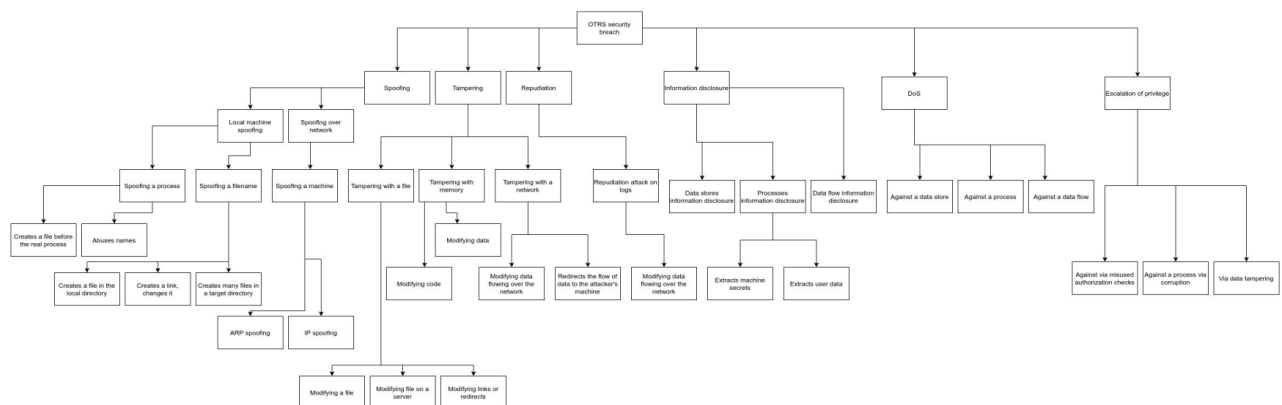 OTRS security
breach
Spoofing
Tampering
Repudiation
Information disclosure
DoS
Escalation of privilege
Local machine
spoofing
Spoofing over
network
Spoofing a process
Spoofing a filename
Spoofing a machine
Tampering with a file
Tampering with
memory
Tampering with a
network
Repudiation attack on
logs
Data stores
information disclosure
Processes
information disclosure
Data flow information
disclosure
Against a data store
Against a process
Against a data flow
Creates a file before
the real process
Abuses names
Modifying data
Creates a file in the
local directory
Creates a link,
changes it
Creates many files in
a target directory
Modifying code
Modifying data
flowing over the
network
Redirects the flow of
data to the attacker's
machine
Modifying data
flowing over the
network
Extracts machine
secrets
Extracts user data
Against via misused
authorization checks
Against a process via
corruption
Via data tampering
ARP spoofing
IP spoofing
Modifying a file
Modifying file on a
server
Modifying links or
redirects